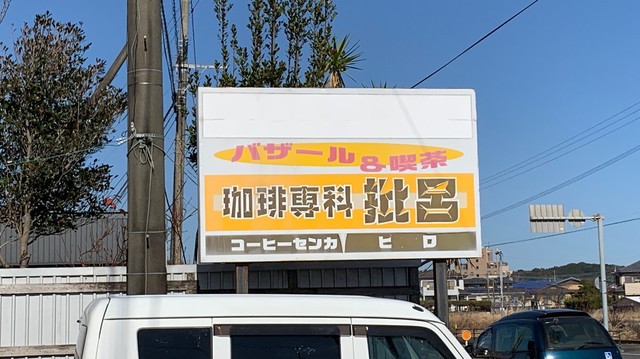 バザール&喫茶
珈琲専科 批呂
コーヒーセンカ ヒロ